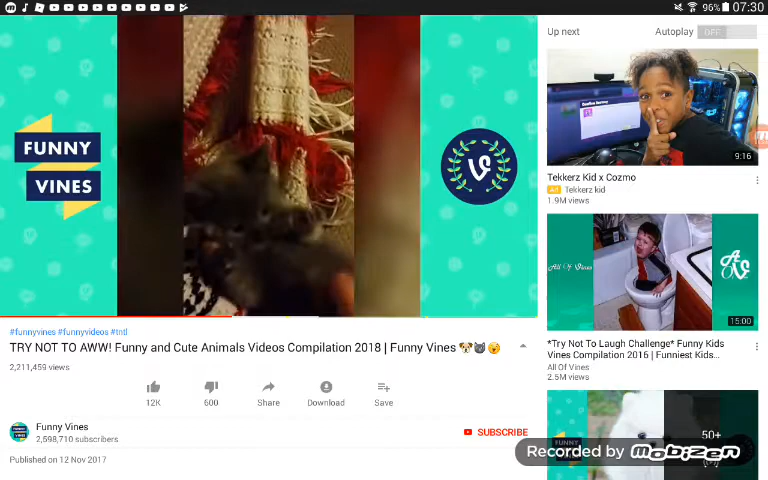 96% 07:30
FUNNY
VINES
V
Up next
Autoplay OFF
9:16
Tekkerz Kid x Cozmo
Ad Tekkerz kid
1.9M views
All Of Vines
15:00
*Try Not To Laugh Challenge* Funny Kids
Vines Compilation 2016 | Funniest Kids...
All Of Vines
2.5M views
#funnyvines #funnyvideos #tntl
TRY NOT TO AWW! Funny and Cute Animals Videos Compilation 2018 | Funny Vines 🐶🐱😲
2,211,459 views
12K
600
Share
Download
Save
Funny Vines
2,598,710 subscribers
SUBSCRIBE
Published on 12 Nov 2017
FUNNY
50+
Recorded by mobizen